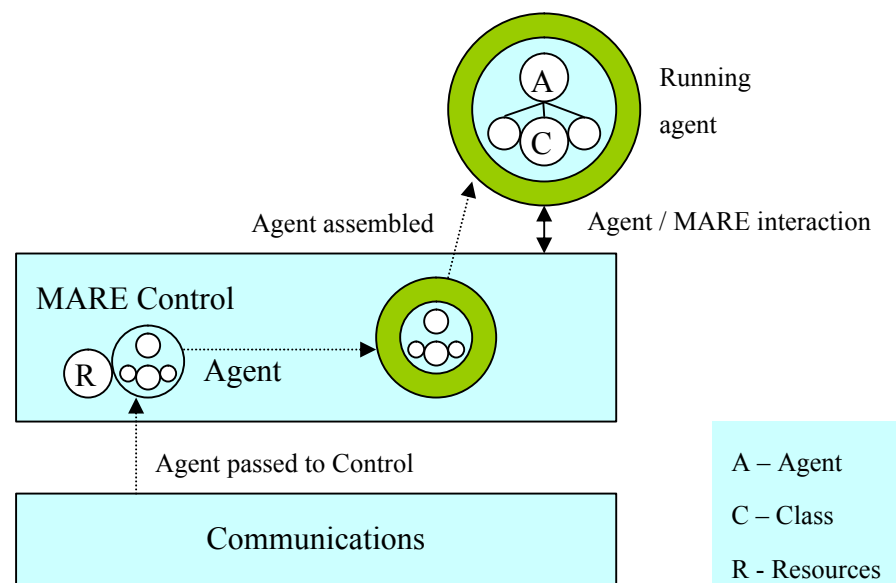 A
C
Running
agent
Agent assembled
Agent / MARE interaction
MARE Control
R
Agent
Agent passed to Control
Communications
A – Agent
C – Class
R - Resources